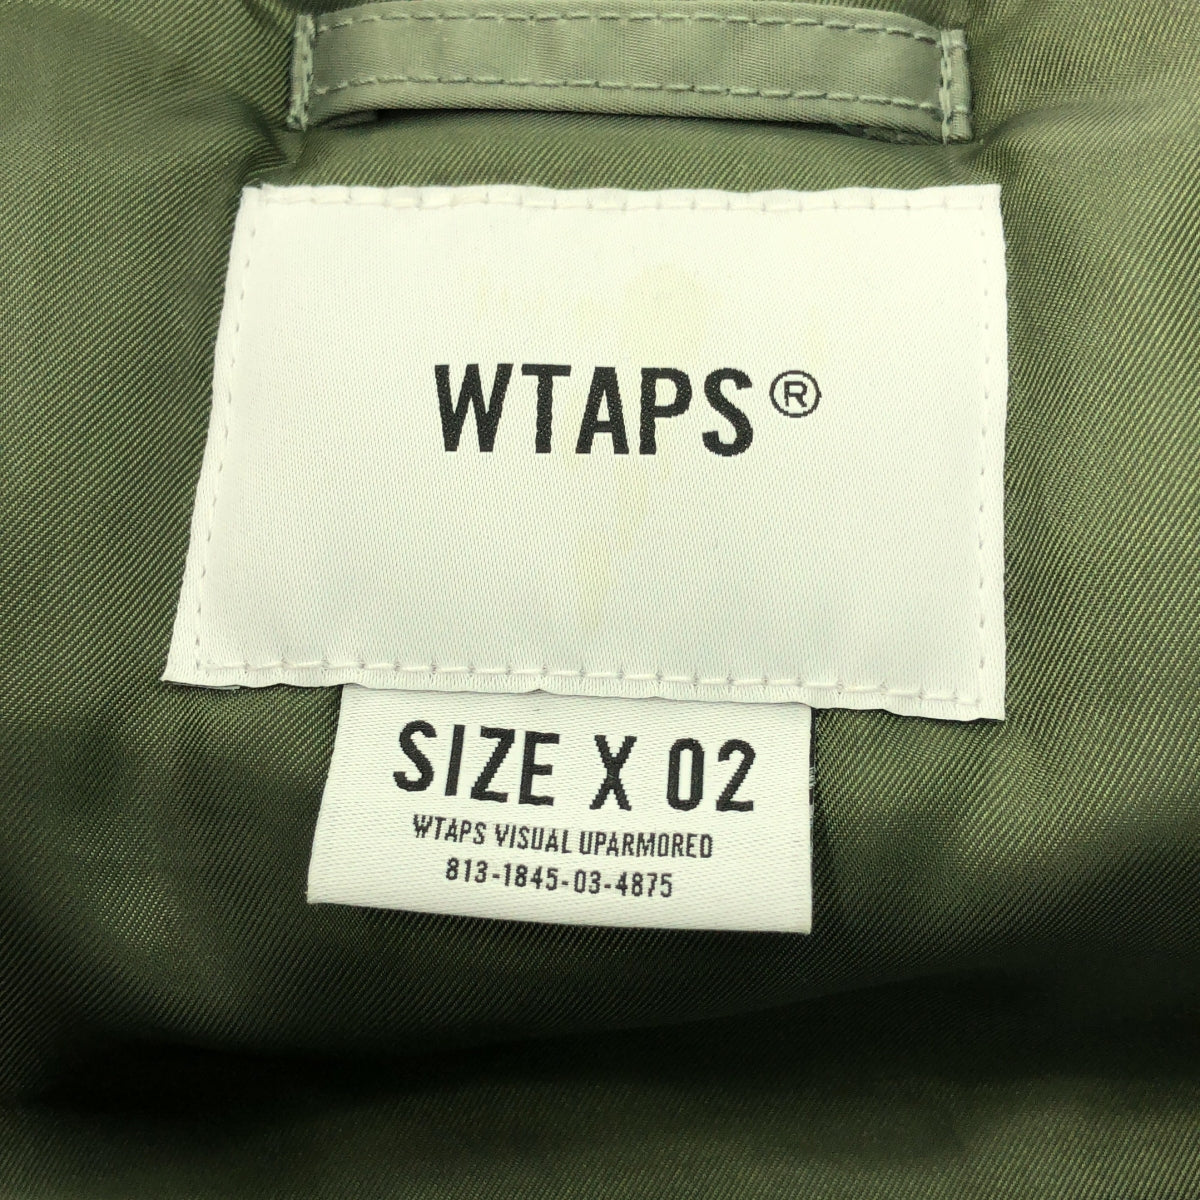 WTAPS®
SIZE X 02
WTAPS VISUAL UPARMORED
813-1845-03-4875